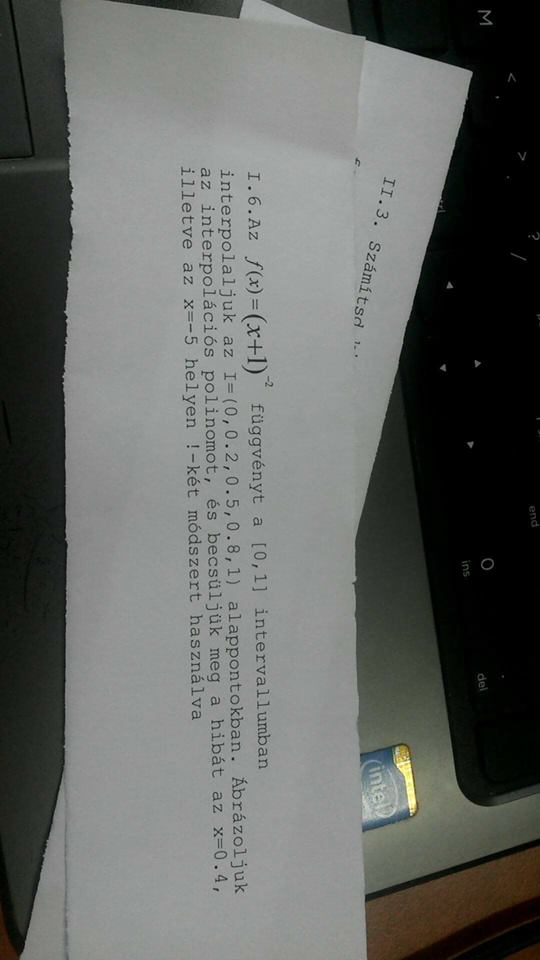 ?
<
>
/
end
M
,
.
O
ins
del
II.3. Számítsd
intel
I.6.Az f(x)=(x+1)⁻² függvényt a [0,1] intervallumban
interpolaljuk az I=(0,0.2,0.5,0.8,1) alappontokban. Ábrázoljuk
az interpolációs polinomot, és becsüljük meg a hibát az x=0.4,
illetve az x=-5 helyen !-két módszert használva